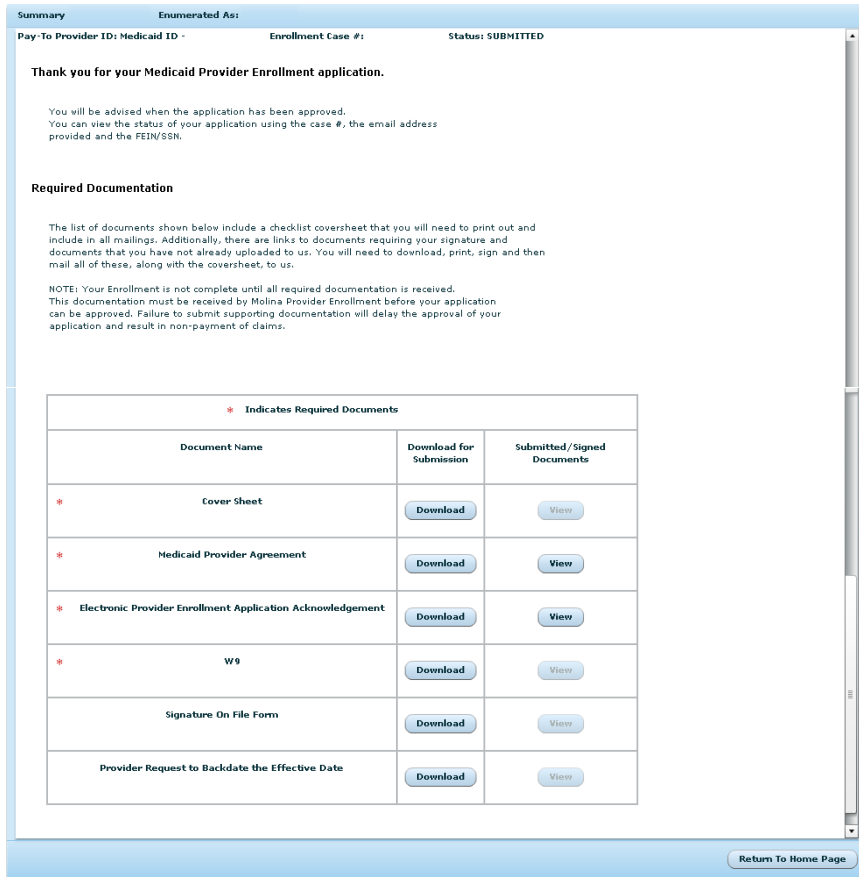 Summary Enumerated As:
Pay-To Provider ID: Medicaid ID - Enrollment Case #: Status: SUBMITTED
Thank you for your Medicaid Provider Enrollment application.
You will be advised when the application has been approved.
You can view the status of your application using the case #, the email address
provided and the FEIN/SSN.
Required Documentation
The list of documents shown below include a checklist coversheet that you will need to print out and
include in all mailings. Additionally, there are links to documents requiring your signature and
documents that you have not already uploaded to us. You will need to download, print, sign and then
mail all of these, along with the coversheet, to us.
NOTE: Your Enrollment is not complete until all required documentation is received.
This documentation must be received by Molina Provider Enrollment before your application
can be approved. Failure to submit supporting documentation will delay the approval of your
application and result in non-payment of claims.
* Indicates Required Documents
Document Name Download for Submission Submitted/Signed Documents
* Cover Sheet Download View
* Medicaid Provider Agreement Download View
* Electronic Provider Enrollment Application Acknowledgement Download View
* W9 Download View
Signature On File Form Download View
Provider Request to Backdate the Effective Date Download View
Return To Home Page